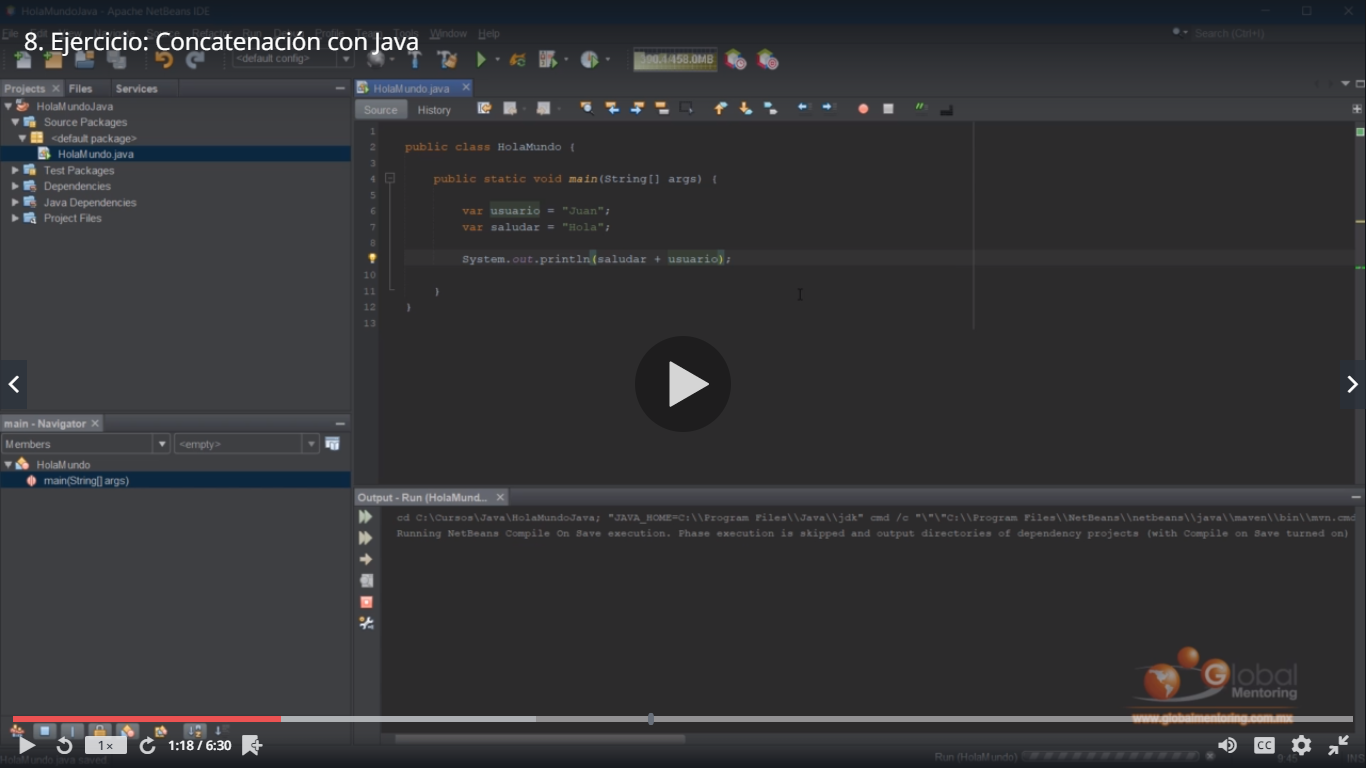 HolaMundoJava - Apache NetBeans IDE
8. Ejercicio: Concatenación con Java
Window Help
Search (Ctrl+I)
<default config>
Projects Files Services
HolaMundo.java
Source History
HolaMundoJava
Source Packages
<default package>
HolaMundo.java
Test Packages
Dependencies
Java Dependencies
Project Files
1
2 public class HolaMundo {
3
4 public static void main(String[] args) {
5
6 var usuario = "Juan";
7 var saludar = "Hola";
8
System.out.println(saludar + usuario);
10
11 }
12 }
13
main - Navigator
Members <empty>
HolaMundo
main(String[] args)
Output - Run (HolaMund...
cd C:\Cursos\Java\HolaMundoJava; "JAVA_HOME=C:\\Program Files\\Java\\jdk" cmd /c "\"\"C:\\Program Files\\NetBeans\\netbeans\\java\\maven\\bin\\mvn.cmd
Running NetBeans Compile On Save execution. Phase execution is skipped and output directories of dependency projects (with Compile on Save turned on)
Global
Mentoring
www.globalmentoring.com.mx
1× 1:18 / 6:30 CC
HolaMundo.java saved
Run (HolaMundo) 9:45 INS